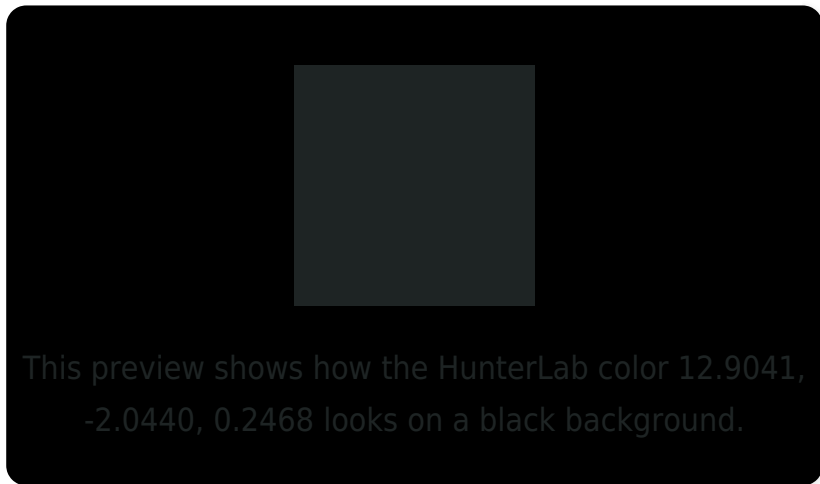 This preview shows how the HunterLab color 12.9041,
-2.0440, 0.2468 looks on a black background.